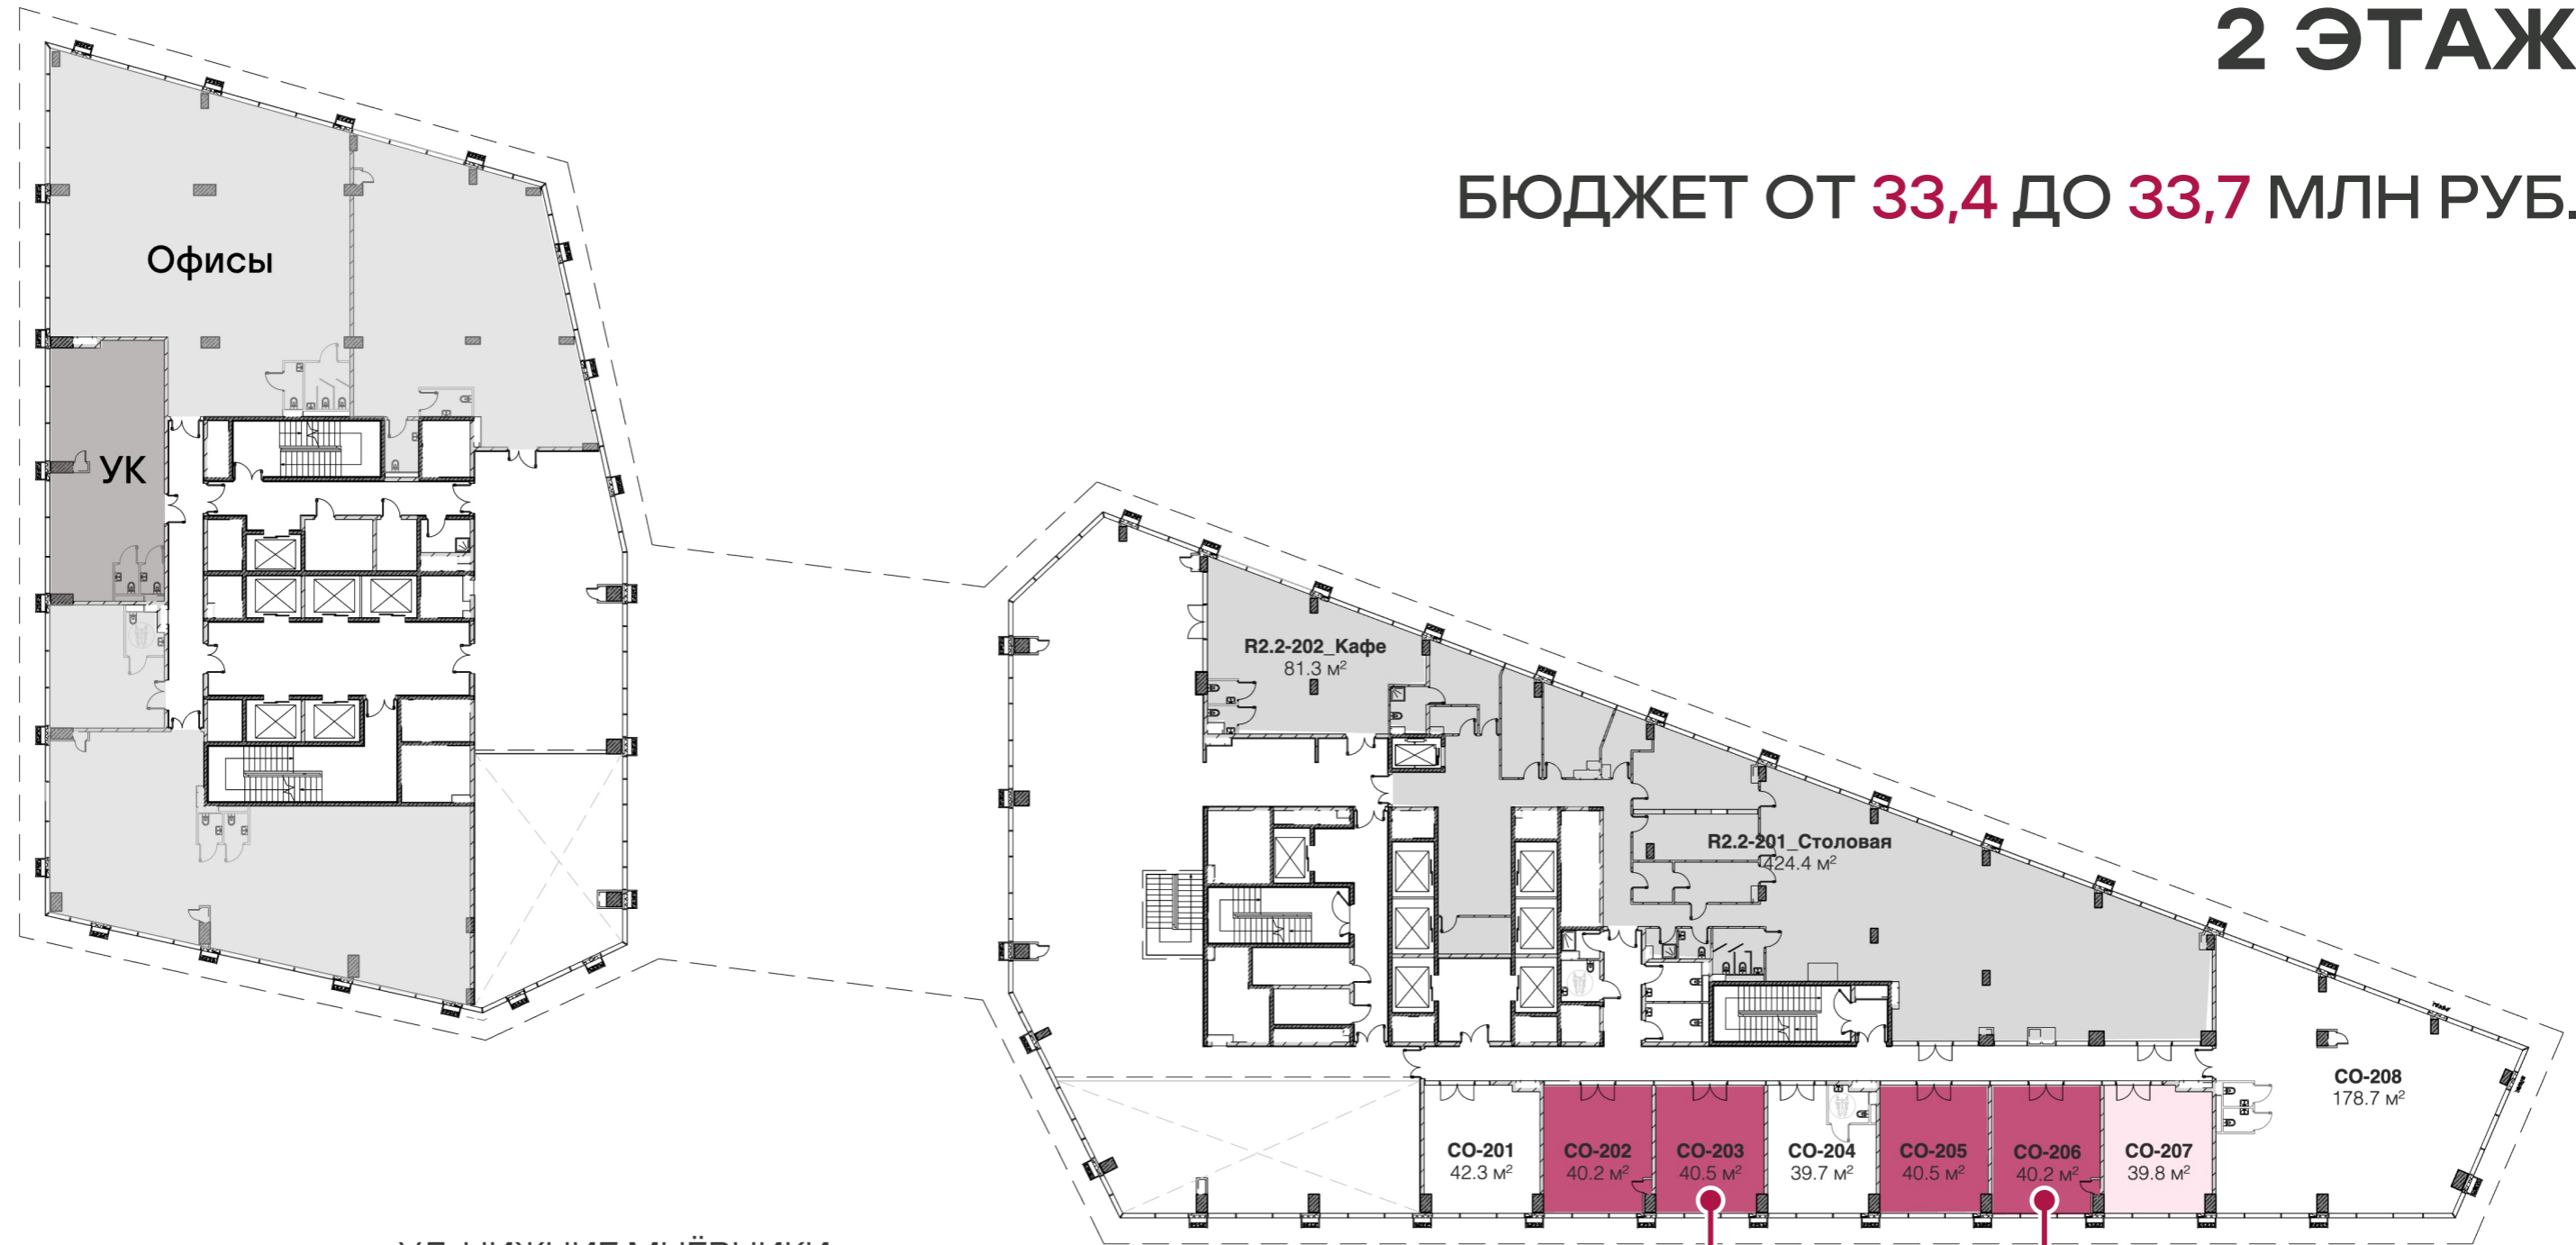 2 ЭТАЖ
БЮДЖЕТ ОТ 33,4 ДО 33,7 МЛН РУБ.
Офисы
УК
R2.2-202_Кафе
81.3 м²
R2.2-201_Столовая
424.4 м²
СО-208
178.7 м²
СО-201
42.3 м²
СО-202
40.2 м²
СО-203
40.5 м²
СО-204
39.7 м²
СО-205
40.5 м²
СО-206
40.2 м²
СО-207
39.8 м²
УЛ. НИЖНИЕ МНЁВНИКИ